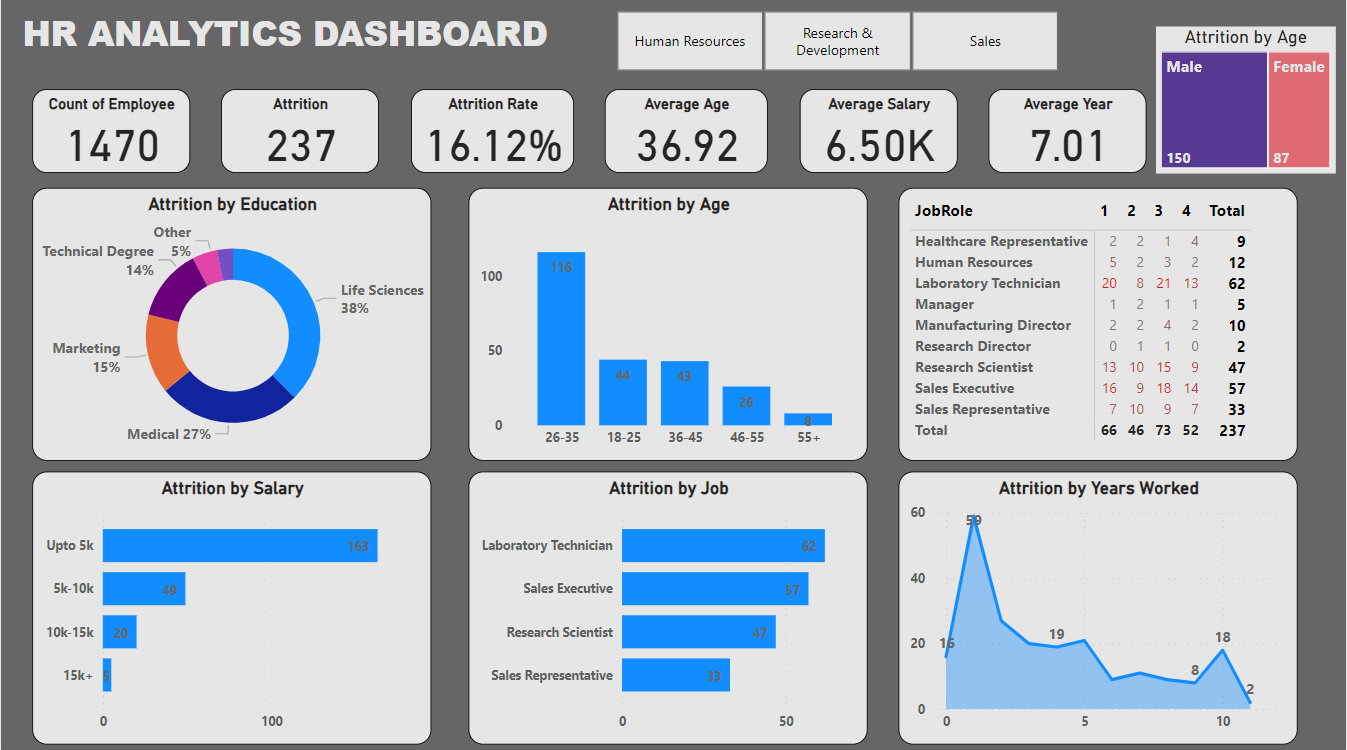 HR ANALYTICS DASHBOARD
Human Resources
Research &
Development
Sales
Attrition by Age
Male
Female
150
87
Count of Employee
1470
Attrition
237
Attrition Rate
16.12%
Average Age
36.92
Average Salary
6.50K
Average Year
7.01
Attrition by Education
Other
5%
Technical Degree
14%
Life Sciences
38%
Marketing
15%
Medical 27%
Attrition by Age
100
50
0
116
44
43
26
8
26-35 18-25 36-45 46-55 55+
JobRole 1 2 3 4 Total
Healthcare Representative 2 2 1 4 9
Human Resources 5 2 3 2 12
Laboratory Technician 20 8 21 13 62
Manager 1 2 1 1 5
Manufacturing Director 2 2 4 2 10
Research Director 0 1 1 0 2
Research Scientist 13 10 15 9 47
Sales Executive 16 9 18 14 57
Sales Representative 7 10 9 7 33
Total 66 46 73 52 237
Attrition by Salary
Upto 5k 163
5k-10k 49
10k-15k 20
15k+ 5
0 100
Attrition by Job
Laboratory Technician 62
Sales Executive 57
Research Scientist 47
Sales Representative 33
0 50
Attrition by Years Worked
60
40
20
0
16
59
19
8
18
2
0 5 10